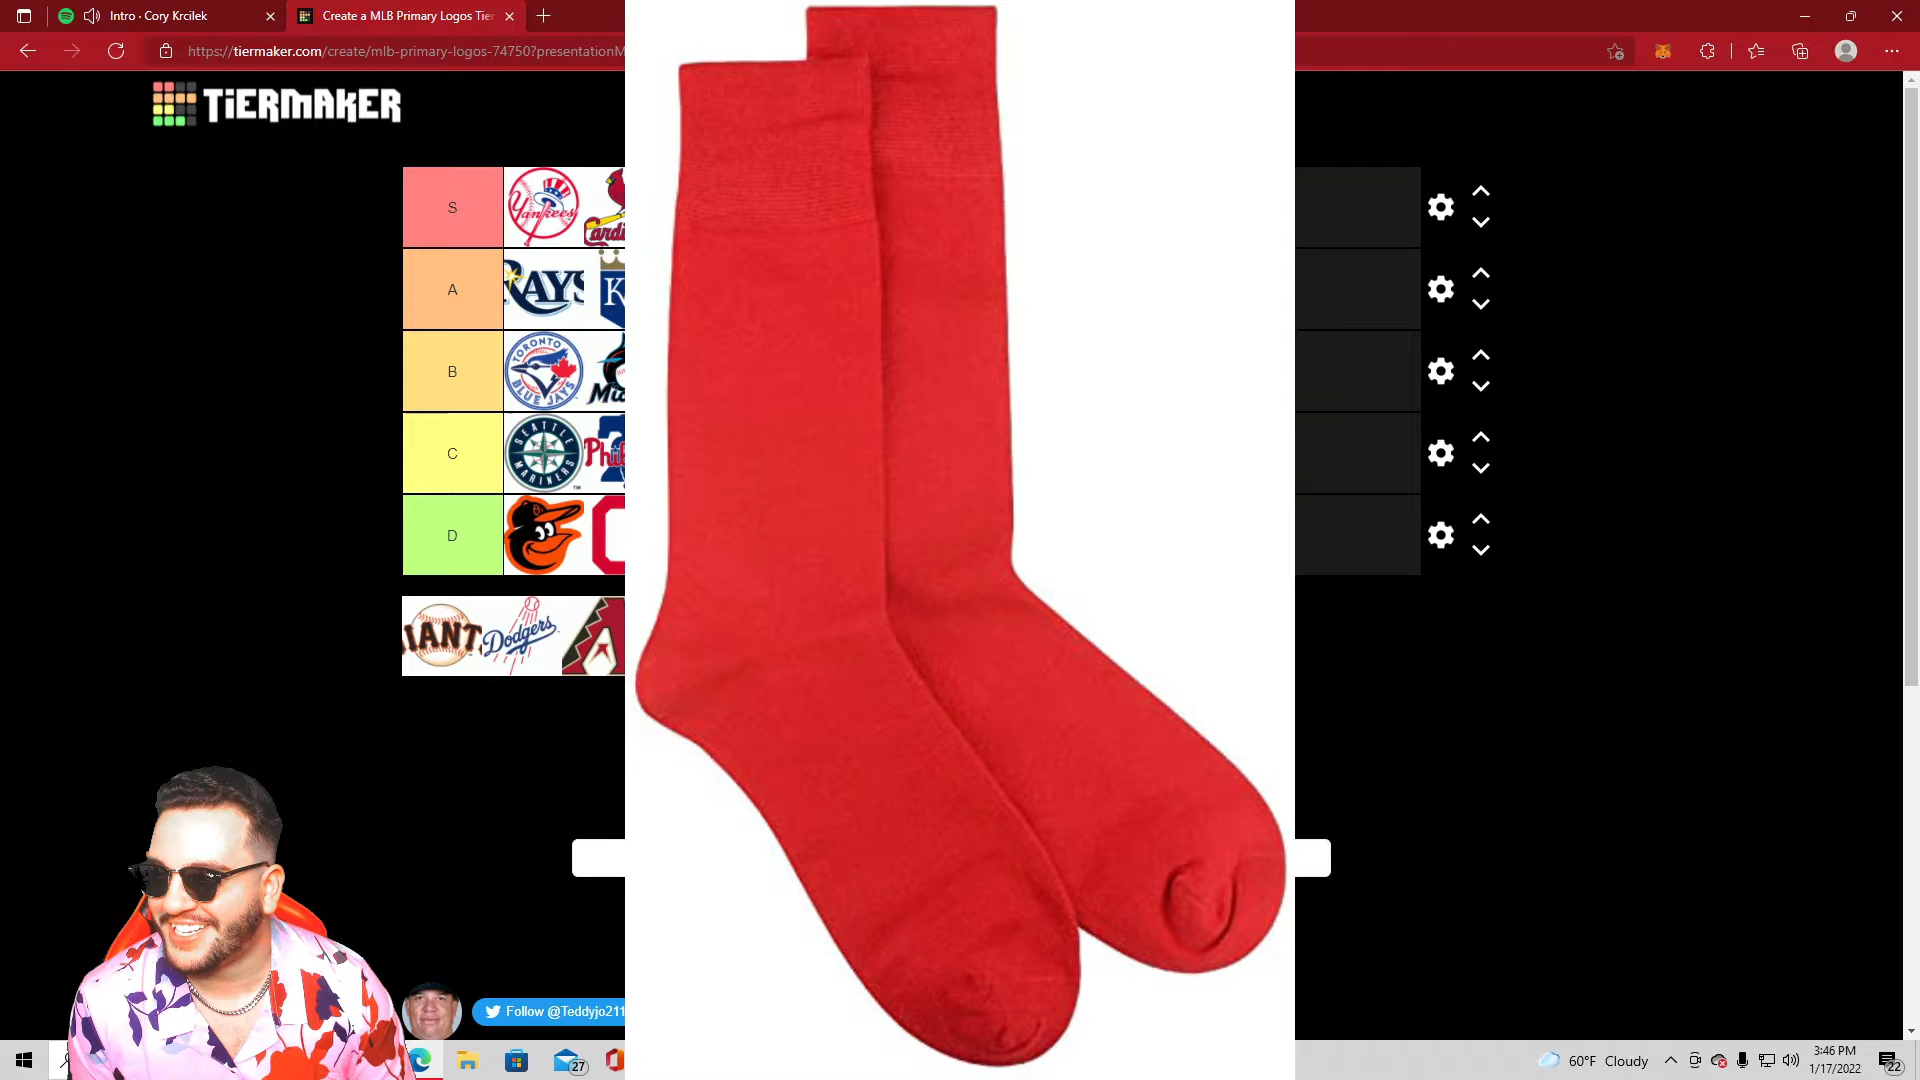 Intro · Cory Krcilek
Create a MLB Primary Logos Tier
https://tiermaker.com/create/mlb-primary-logos-74750?presentationM
TiERMAKER
S
Yankees
A
RAYS
K
B
TORONTO
BLUE JAYS
C
SEATTLE
MARINERS
TM
D
Dodgers
Follow @Teddyjo211
27
60°F Cloudy
3:46 PM
1/17/2022
22